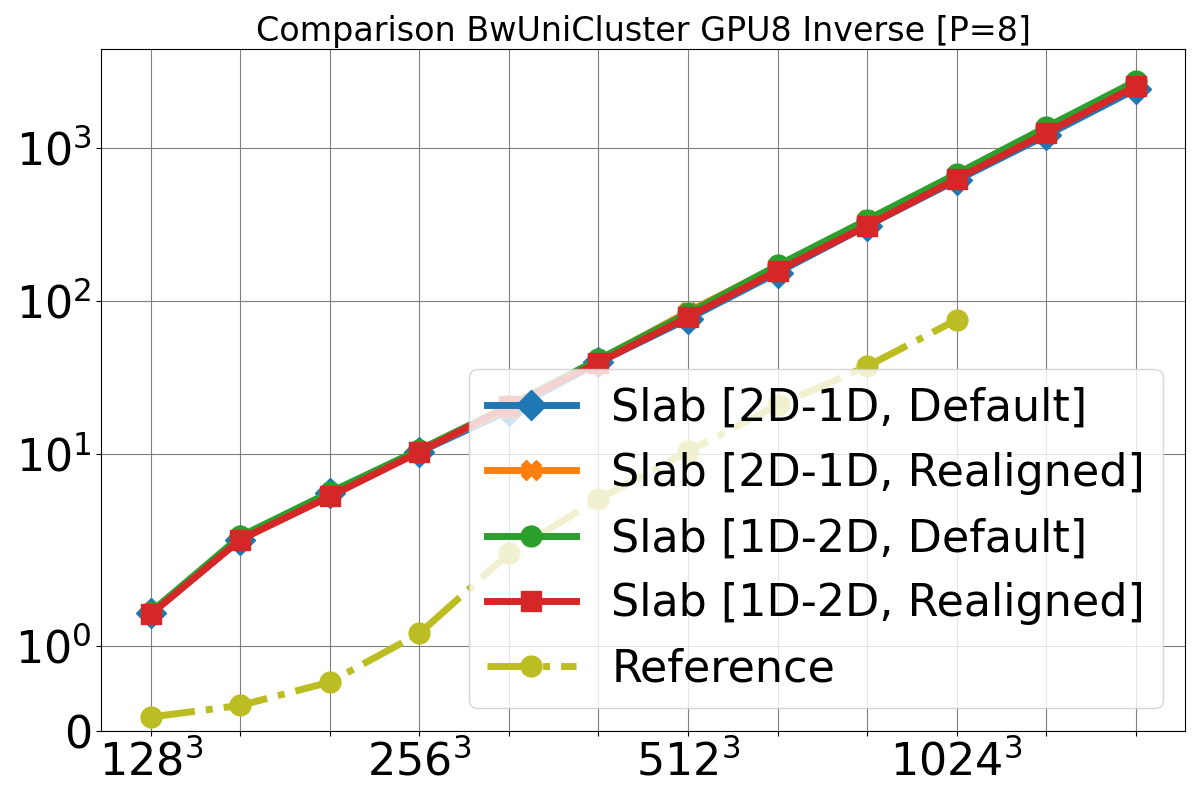 Comparison BwUniCluster GPU8 Inverse [P=8]
10³
10²
10¹
10⁰
0
128³ 256³ 512³ 1024³
Slab [2D-1D, Default]
Slab [2D-1D, Realigned]
Slab [1D-2D, Default]
Slab [1D-2D, Realigned]
Reference